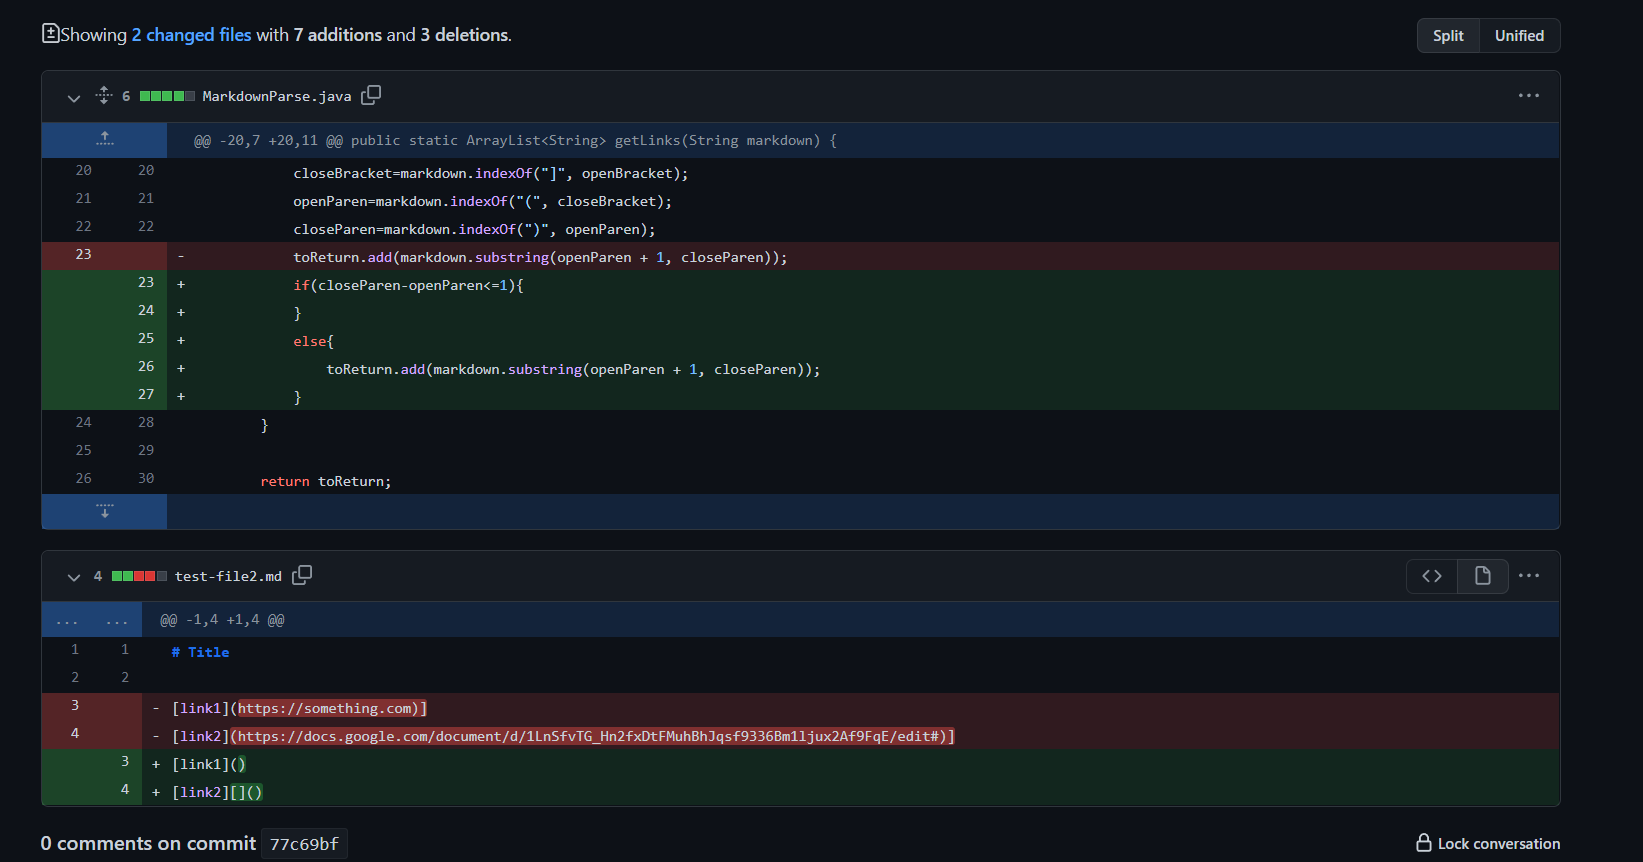 Showing 2 changed files with 7 additions and 3 deletions.
Split Unified
6 MarkdownParse.java
@@ -20,7 +20,11 @@ public static ArrayList<String> getLinks(String markdown) {
20 20 closeBracket=markdown.indexOf("]", openBracket);
21 21 openParen=markdown.indexOf("(", closeBracket);
22 22 closeParen=markdown.indexOf(")", openParen);
23 - toReturn.add(markdown.substring(openParen + 1, closeParen));
23 + if(closeParen-openParen<=1){
24 + }
25 + else{
26 + toReturn.add(markdown.substring(openParen + 1, closeParen));
27 + }
24 28 }
25 29
26 30 return toReturn;
4 test-file2.md
... ... @@ -1,4 +1,4 @@
1 1 # Title
2 2
3 - [link1](https://something.com)]
4 - [link2](https://docs.google.com/document/d/1LnSfvTG_Hn2fxDtFMuhBhJqsf9336Bm1ljux2Af9FqE/edit#)]
3 + [link1]()
4 + [link2][]()
0 comments on commit 77c69bf
Lock conversation